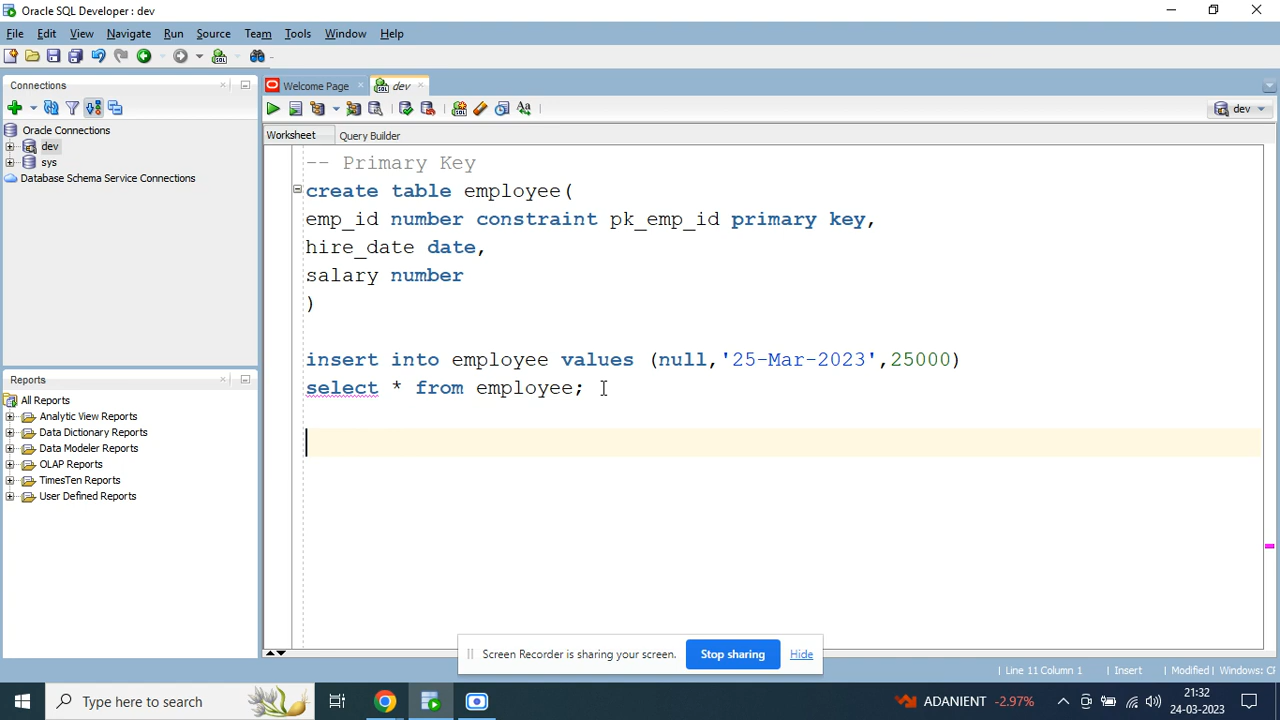 Oracle SQL Developer : dev
File Edit View Navigate Run Source Team Tools Window Help
Connections
Oracle Connections
dev
sys
Database Schema Service Connections
Reports
All Reports
Analytic View Reports
Data Dictionary Reports
Data Modeler Reports
OLAP Reports
TimesTen Reports
User Defined Reports
Welcome Page dev
dev
Worksheet Query Builder
-- Primary Key
create table employee(
emp_id number constraint pk_emp_id primary key,
hire_date date,
salary number
)
insert into employee values (null,'25-Mar-2023',25000)
select * from employee;
Screen Recorder is sharing your screen. Stop sharing Hide
Line 11 Column 1 Insert Modified Windows: CF
Type here to search
ADANIENT -2.97%
21:32
24-03-2023